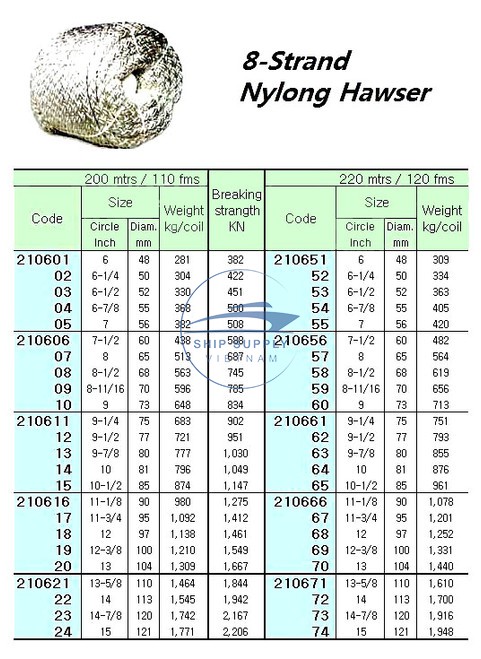 8-Strand
Nylong Hawser
200 mtrs / 110 fms Breaking strangth KN 220 mtrs / 120 fms
Code Size Weight kg/coil Code Size Weight kg/coil
Circle Inch Diam. mm Circle Inch Diam. mm
210601 6 48 281 382 210651 6 48 309
02 6-1/4 50 304 422 52 6-1/4 50 334
03 6-1/2 52 330 451 53 6-1/2 52 363
04 6-7/8 55 368 500 54 6-7/8 55 405
05 7 56 382 508 55 7 56 420
210606 7-1/2 60 438 588 210656 7-1/2 60 482
07 8 65 513 687 57 8 65 564
08 8-1/2 68 563 745 58 8-1/2 68 619
09 8-11/16 70 596 785 59 8-11/16 70 656
10 9 73 648 834 60 9 73 713
210611 9-1/4 75 683 902 210661 9-1/4 75 751
12 9-1/2 77 721 951 62 9-1/2 77 793
13 9-7/8 80 777 1,030 63 9-7/8 80 855
14 10 81 796 1,049 64 10 81 876
15 10-1/2 85 874 1,147 65 10-1/2 85 961
210616 11-1/8 90 980 1,275 210666 11-1/8 90 1,078
17 11-3/4 95 1,092 1,412 67 11-3/4 95 1,201
18 12 97 1,138 1,461 68 12 97 1,252
19 12-3/8 100 1,210 1,549 69 12-3/8 100 1,331
20 13 104 1,309 1,667 70 13 104 1,440
210621 13-5/8 110 1,464 1,844 210671 13-5/8 110 1,610
22 14 113 1,545 1,942 72 14 113 1,700
23 14-7/8 120 1,742 2,167 73 14-7/8 120 1,916
24 15 121 1,771 2,206 74 15 121 1,948
SHIP SUPPLY
VIETNAM